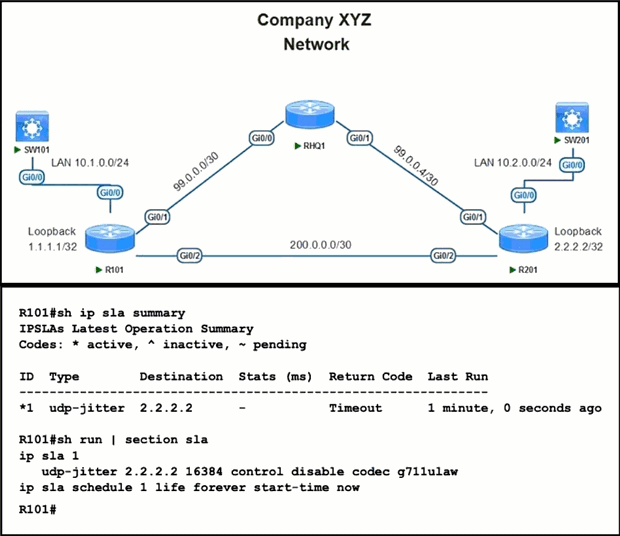 Company XYZ
Network
SW101
LAN 10.1.0.0/24
Gi0/0
Gi0/0
Loopback
1.1.1.1/32
R101
Gi0/1
99.0.0.0/30
Gi0/0
RHQ1
Gi0/1
99.0.0.4/30
SW201
LAN 10.2.0.0/24
Gi0/0
Gi0/0
Gi0/1
Loopback
2.2.2.2/32
R201
Gi0/2
200.0.0.0/30
Gi0/2
R101#sh ip sla summary
IPSLAs Latest Operation Summary
Codes: * active, ^ inactive, ~ pending
ID Type Destination Stats (ms) Return Code Last Run
--------------------------------------------------------------
*1 udp-jitter 2.2.2.2 - Timeout 1 minute, 0 seconds ago
R101#sh run | section sla
ip sla 1
udp-jitter 2.2.2.2 16384 control disable codec g711ulaw
ip sla schedule 1 life forever start-time now
R101#